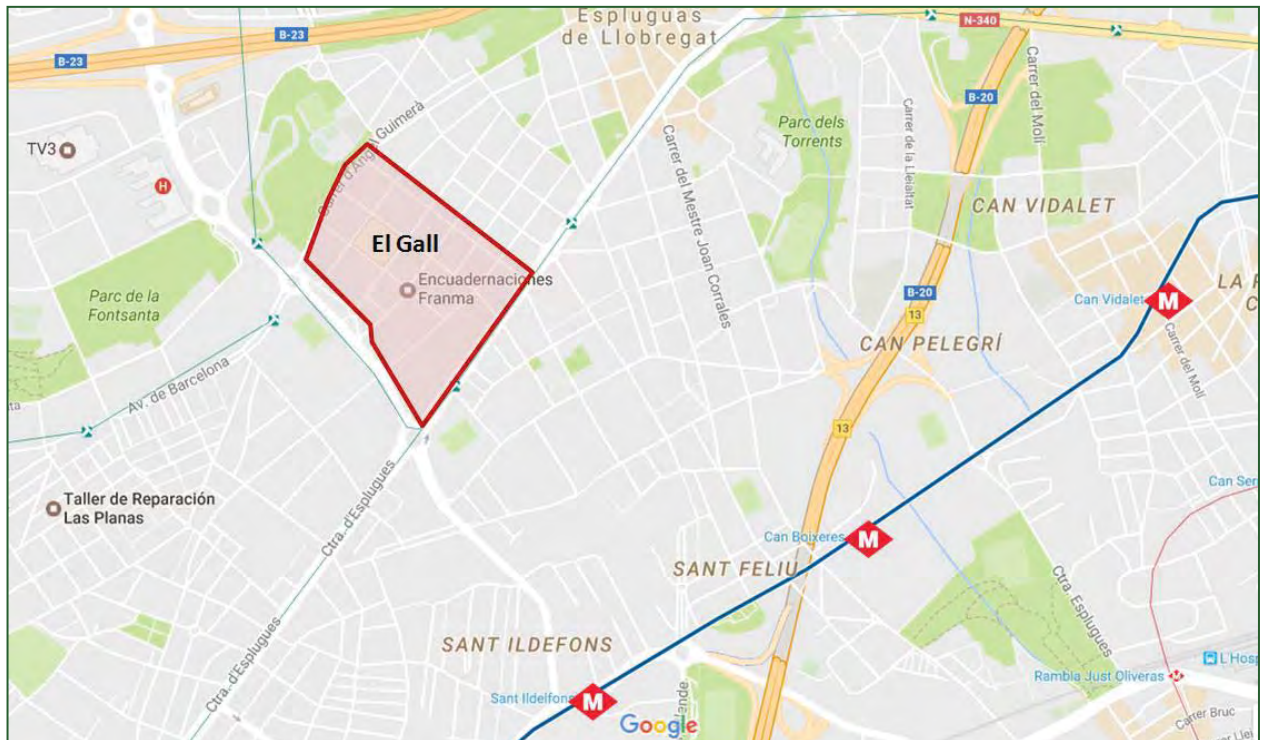 Espluguas
de Llobregat
N-340
B-23
B-23
B-20
Carrer del Molí
TV3
H
Carrer d'Àngel Guimerà
Parc dels
Torrents
Carrer de la Lleialtat
Carrer del Mestre Joan Corrales
CAN VIDALET
El Gall
Encuadernaciones
Franma
Parc de la
Fontsanta
B-20
13
Can Vidalet
M
LA
C
CAN PELEGRÍ
Carrer del Molí
Av. de Barcelona
ta
13
Taller de Reparación
Las Planas
Ctra. d'Esplugues
Can Ser
Can Boixeres
M
SANT FELIU
Ctra. Esplugues
SANT ILDEFONS
Ctra. d'Esplugues
L'Hosp
Rambla Just Oliveras
M
Sant Ildefons
M
Google
Carrer Bruc
Carrer Llei